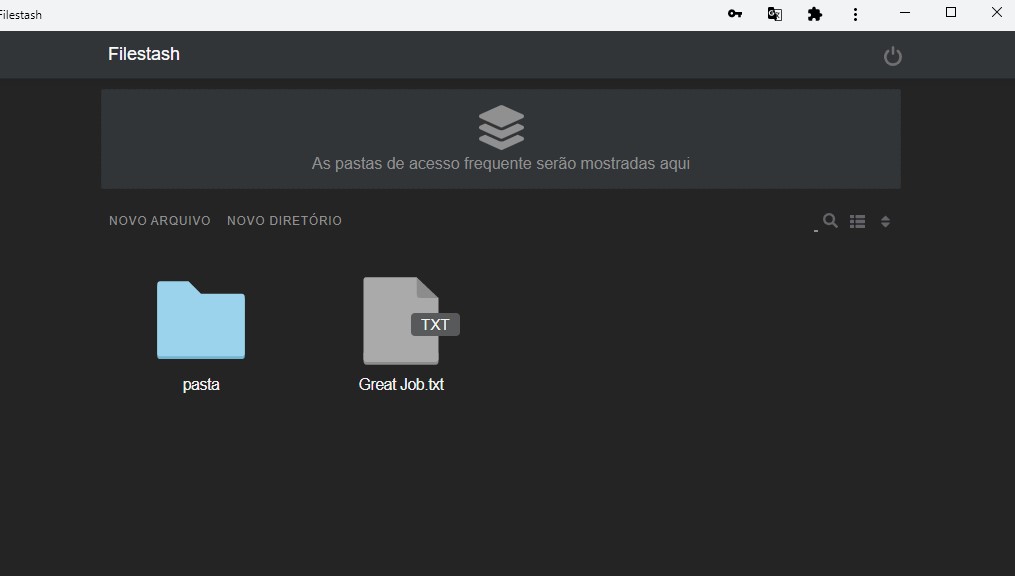 Filestash
Filestash
As pastas de acesso frequente serão mostradas aqui
NOVO ARQUIVO NOVO DIRETÓRIO
TXT
pasta Great Job.txt